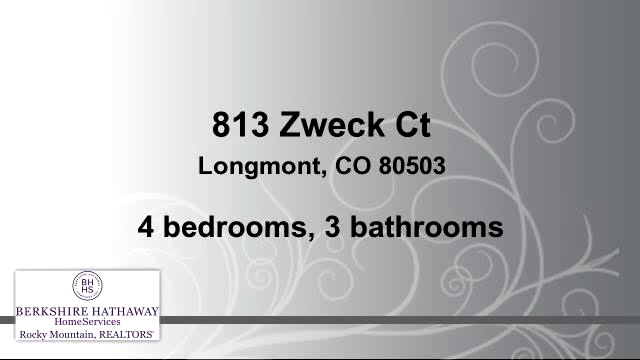 813 Zweck Ct
Longmont, CO 80503
4 bedrooms, 3 bathrooms
BH
HS
BERKSHIRE HATHAWAY
HomeServices
Rocky Mountain, REALTORS®